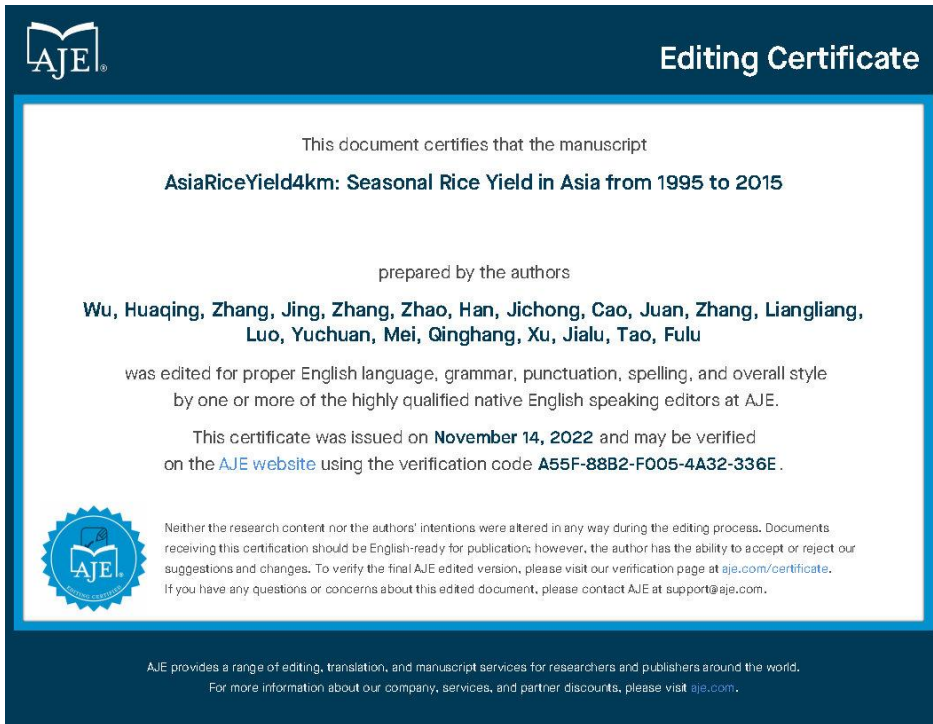 AJE®
Editing Certificate
This document certifies that the manuscript
AsiaRiceYield4km: Seasonal Rice Yield in Asia from 1995 to 2015
prepared by the authors
Wu, Huaqing, Zhang, Jing, Zhang, Zhao, Han, Jichong, Cao, Juan, Zhang, Liangliang,
Luo, Yuchuan, Mei, Qinghang, Xu, Jialu, Tao, Fulu
was edited for proper English language, grammar, punctuation, spelling, and overall style
by one or more of the highly qualified native English speaking editors at AJE.
This certificate was issued on November 14, 2022 and may be verified
on the AJE website using the verification code A55F-88B2-F005-4A32-336E.
Neither the research content nor the authors' intentions were altered in any way during the editing process. Documents
receiving this certification should be English-ready for publication; however, the author has the ability to accept or reject our
suggestions and changes. To verify the final AJE edited version, please visit our verification page at aje.com/certificate.
If you have any questions or concerns about this edited document, please contact AJE at support@aje.com.
AJE.
EDITING CERTIFIED
AJE provides a range of editing, translation, and manuscript services for researchers and publishers around the world.
For more information about our company, services, and partner discounts, please visit aje.com.